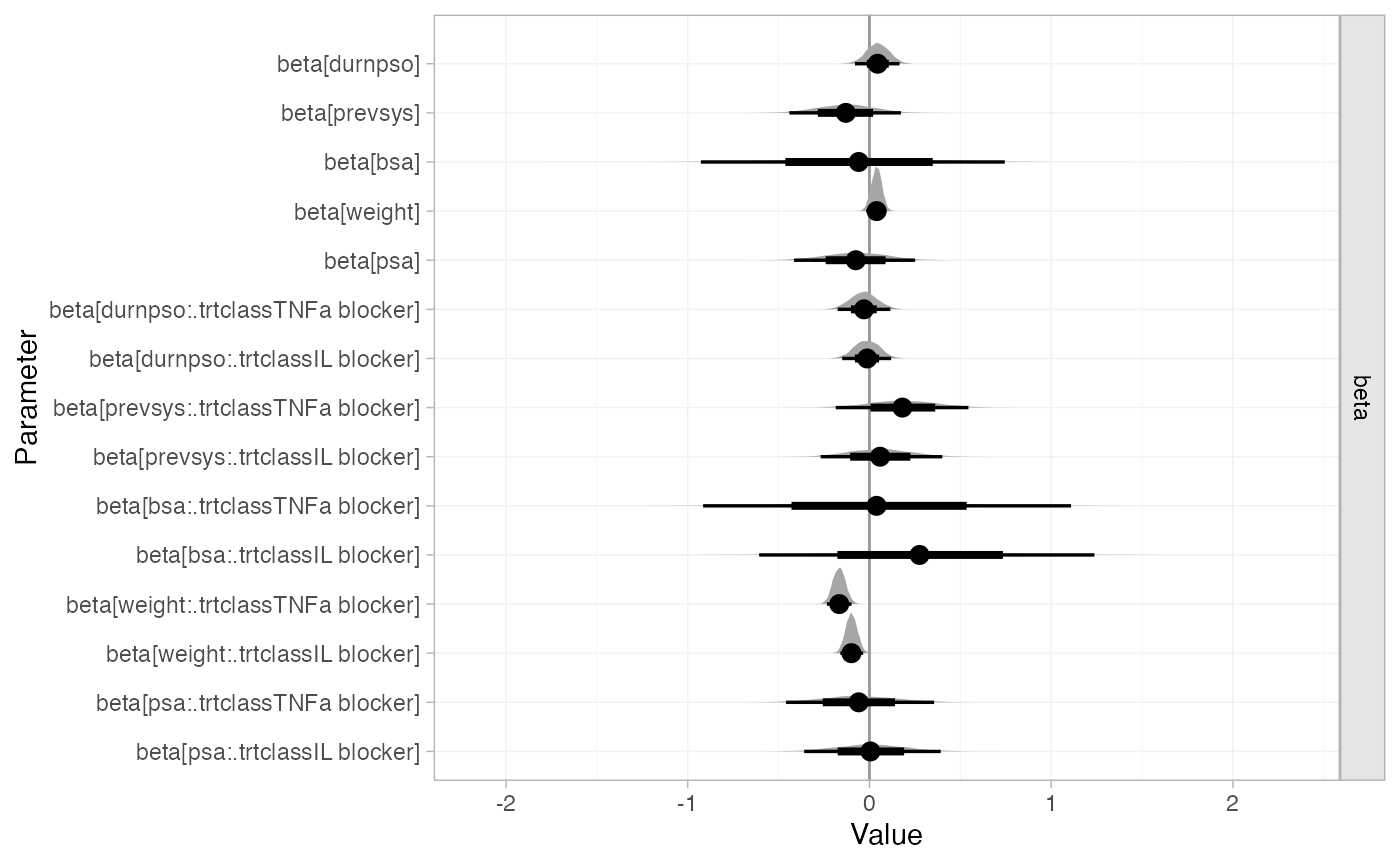 beta[durnpso]
beta[prevsys]
beta[bsa]
beta[weight]
beta[psa]
beta[durnpso:.trtclassTNFa blocker]
beta[durnpso:.trtclassIL blocker]
beta[prevsys:.trtclassTNFa blocker]
beta[prevsys:.trtclassIL blocker]
beta[bsa:.trtclassTNFa blocker]
beta[bsa:.trtclassIL blocker]
beta[weight:.trtclassTNFa blocker]
beta[weight:.trtclassIL blocker]
beta[psa:.trtclassTNFa blocker]
beta[psa:.trtclassIL blocker]
Parameter
beta
-2 -1 0 1 2
Value